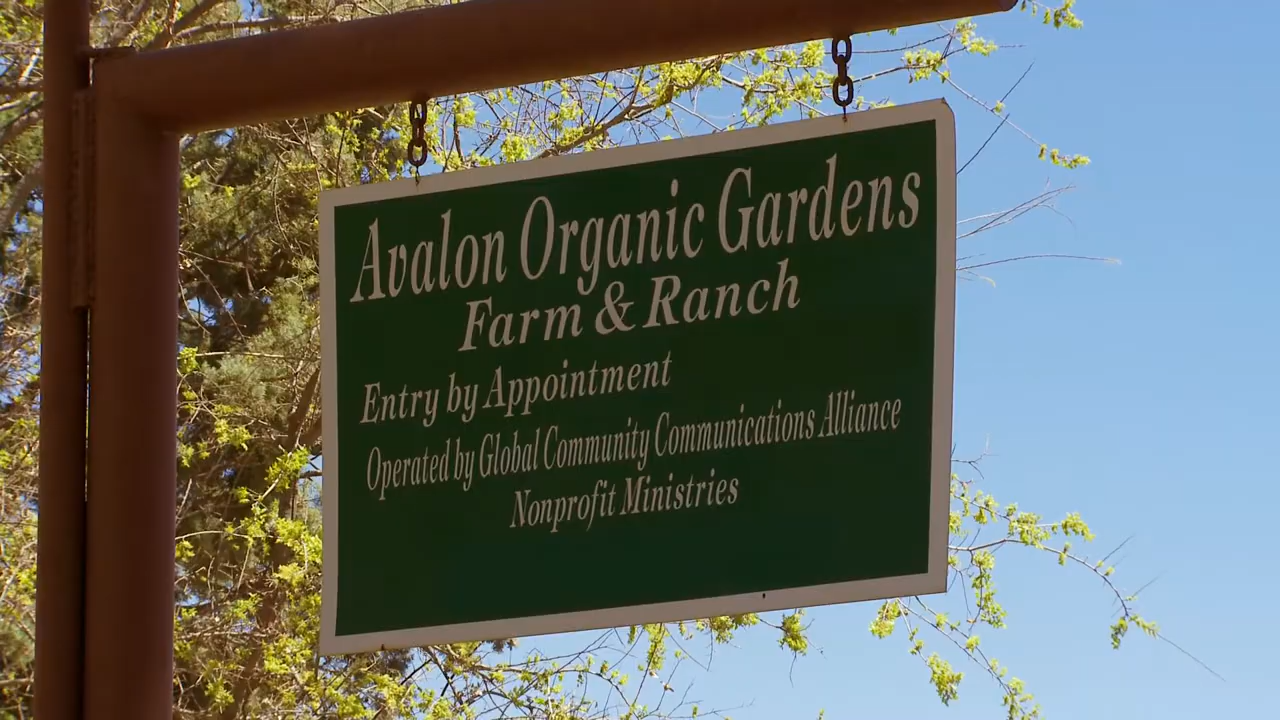 Avalon Organic Gardens
Farm & Ranch
Entry by Appointment
Operated by Global Community Communications Alliance
Nonprofit Ministries